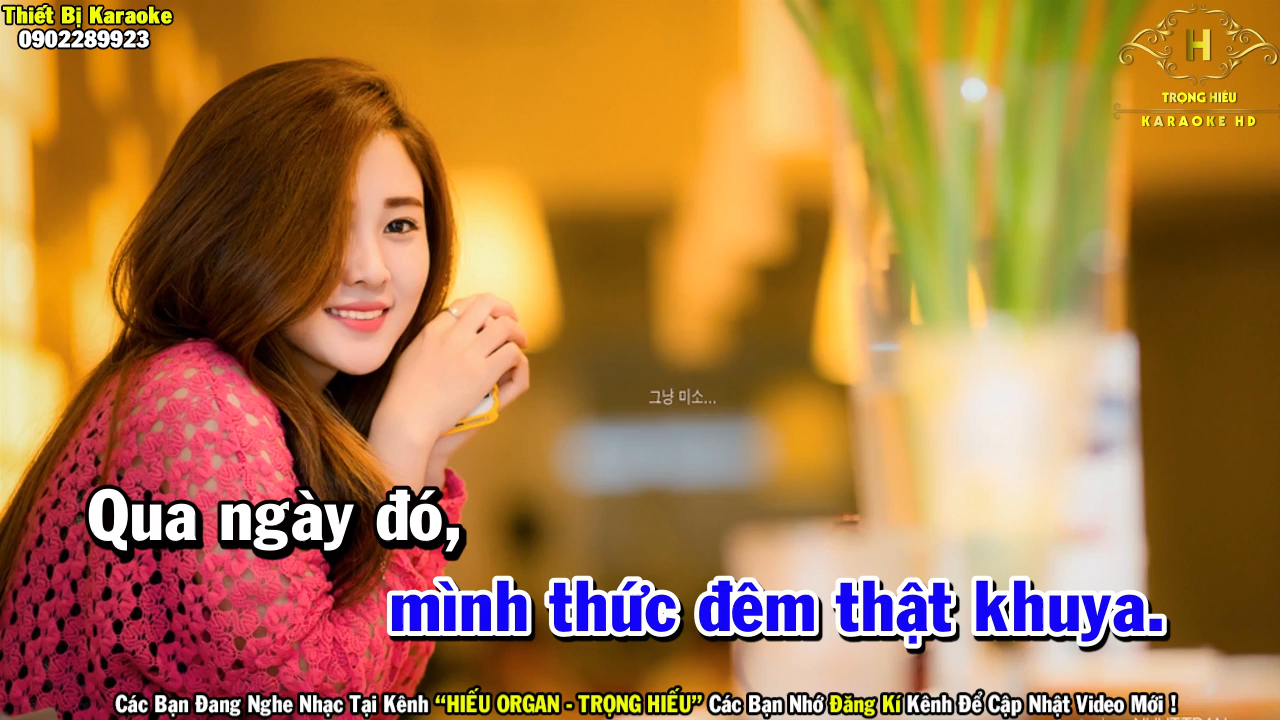 Thiết Bị Karaoke
0902289923
H
TRỌNG HIẾU
KARAOKE HD
그냥 미소...
Qua ngày đó,
mình thức đêm thật khuya.
Các Bạn Đang Nghe Nhạc Tại Kênh “HIẾU ORGAN - TRỌNG HIẾU” Các Bạn Nhớ Đăng Kí Kênh Để Cập Nhật Video Mới !